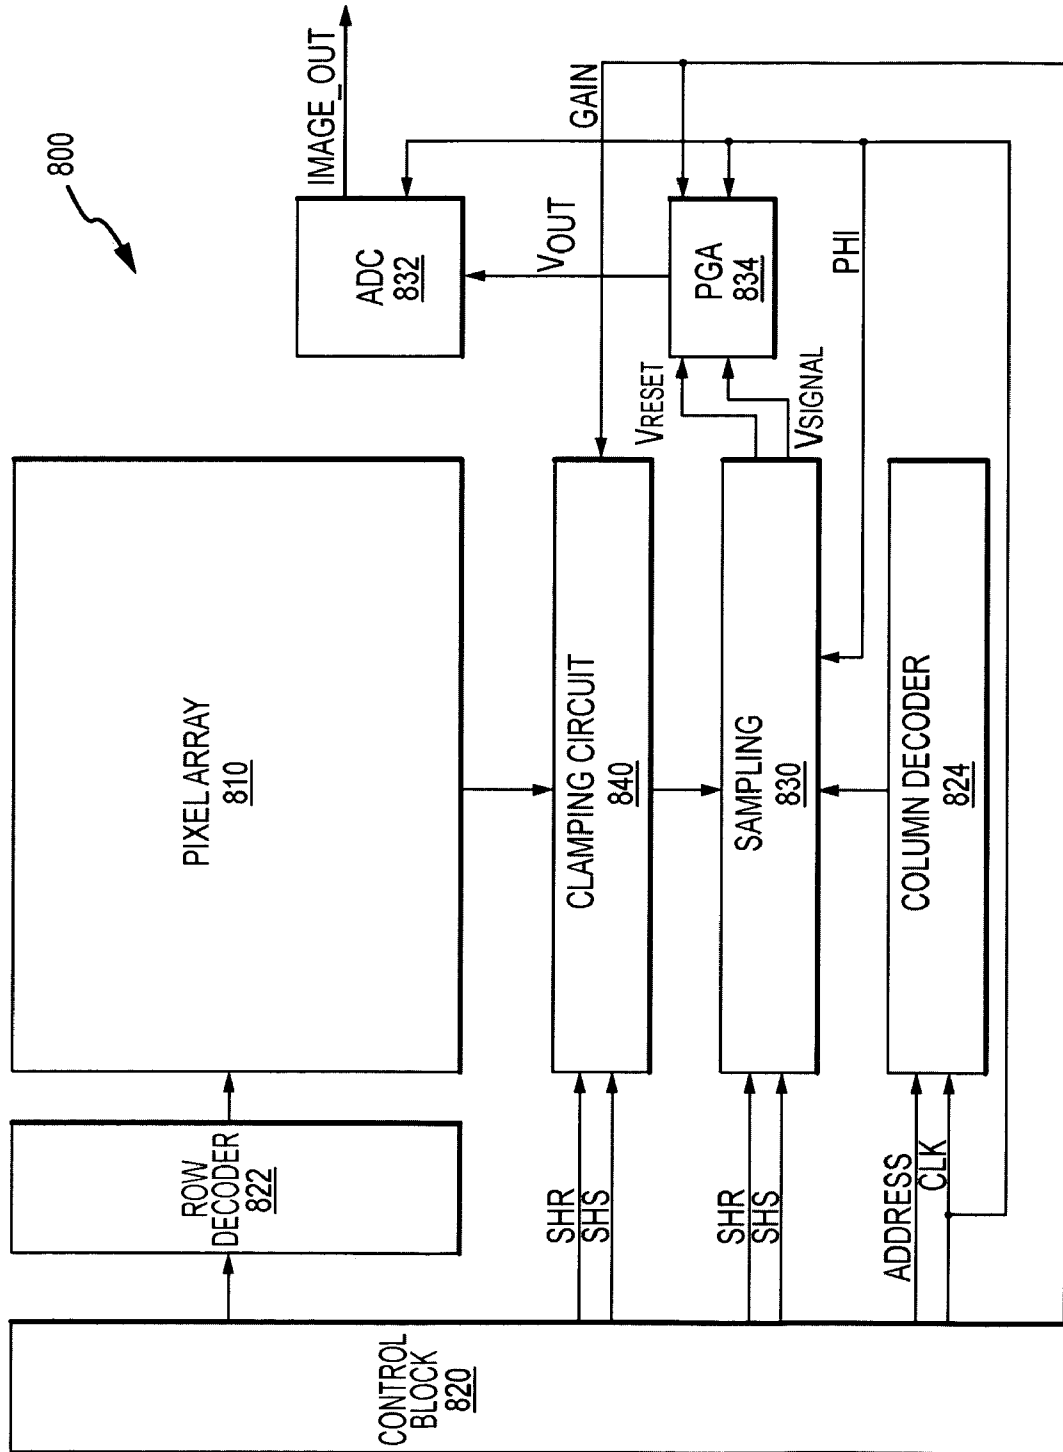 800
CONTROL
BLOCK
820
ROW
DECODER
822
PIXEL ARRAY
810
ADC
832
IMAGE_OUT
VOUT
GAIN
SHR
SHS
CLAMPING CIRCUIT
840
VRESET
PGA
834
VSIGNAL
SHR
SHS
SAMPLING
830
PHI
ADDRESS
CLK
COLUMN DECODER
824